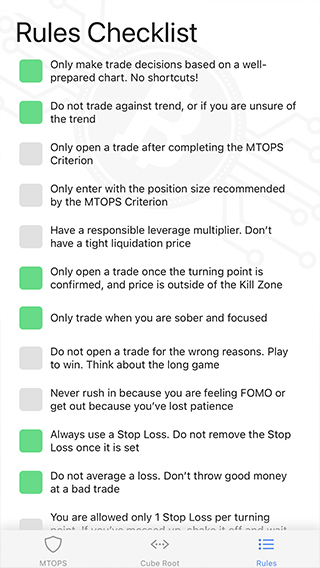 Rules Checklist
Only make trade decisions based on a well-
prepared chart. No shortcuts!
Do not trade against trend, or if you are unsure of
the trend
Only open a trade after completing the MTOPS
Criterion
Only enter with the position size recommended
by the MTOPS Criterion
Have a responsible leverage multiplier. Don’t
have a tight liquidation price
Only open a trade once the turning point is
confirmed, and price is outside of the Kill Zone
Only trade when you are sober and focused
Do not open a trade for the wrong reasons. Play
to win. Think about the long game
Never rush in because you are feeling FOMO or
get out because you’ve lost patience
Always use a Stop Loss. Do not remove the Stop
Loss once it is set
Do not average a loss. Don’t throw good money
at a bad trade
You are allowed only 1 Stop Loss per turning
point. If you’ve messed up, shake it off and wait
MTOPS
Cube Root
Rules